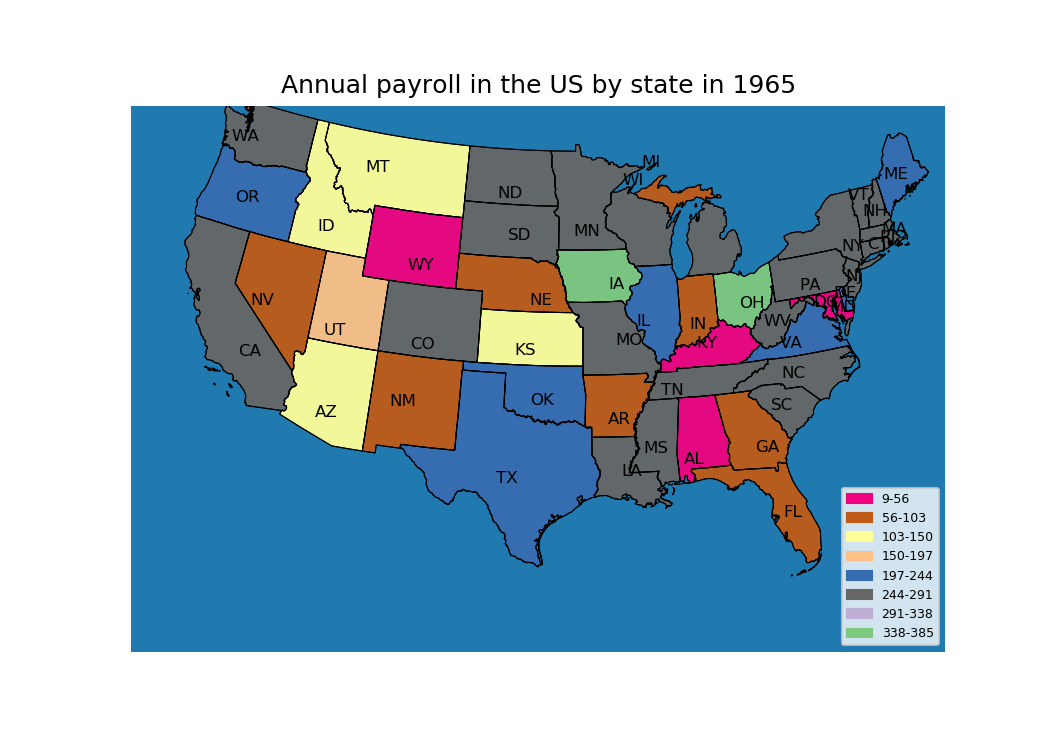 Annual payroll in the US by state in 1965
WA
MT
ND
MN
WI
MI
ME
VT
NH
MA
OR
ID
SD
WY
NY
CT
PA
NV
UT
NE
IA
OH
DE
DC
MD
IL
IN
WV
VA
CA
CO
KS
MO
KY
NC
TN
AZ
NM
OK
AR
SC
MS
AL
GA
TX
LA
FL
9-56
56-103
103-150
150-197
197-244
244-291
291-338
338-385